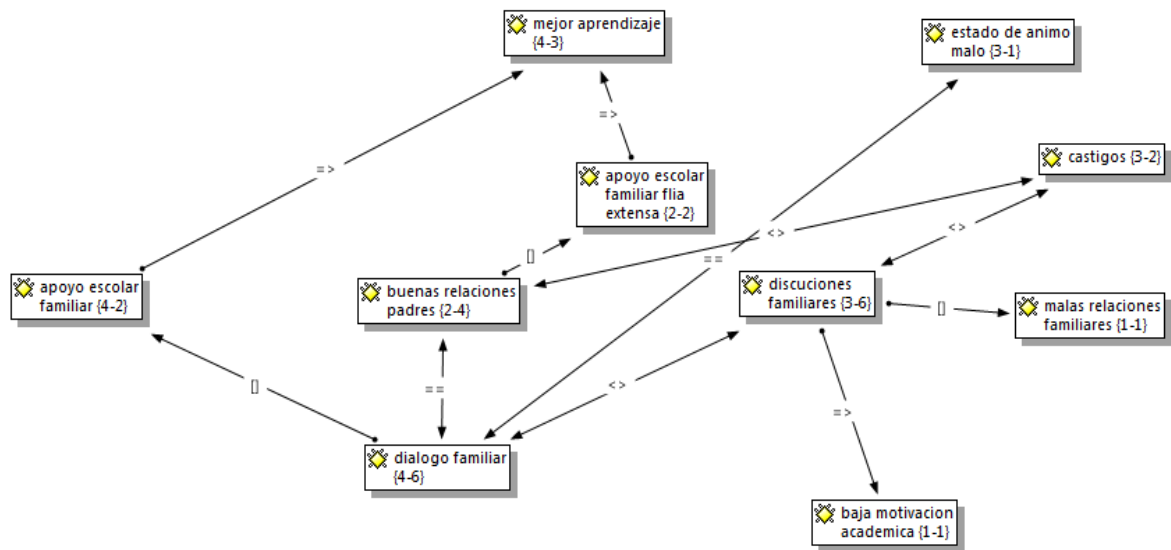 mejor aprendizaje
{4-3}
estado de animo
malo {3-1}
=>
=>
castigos {3-2}
apoyo escolar
familiar flia
extensa {2-2}
<>
<>
==
[]
apoyo escolar
familiar {4-2}
buenas relaciones
padres {2-4}
discuciones
familiares {3-6}
malas relaciones
familiares {1-1}
[]
[]
==
<>
=>
dialogo familiar
{4-6}
baja motivacion
academica {1-1}